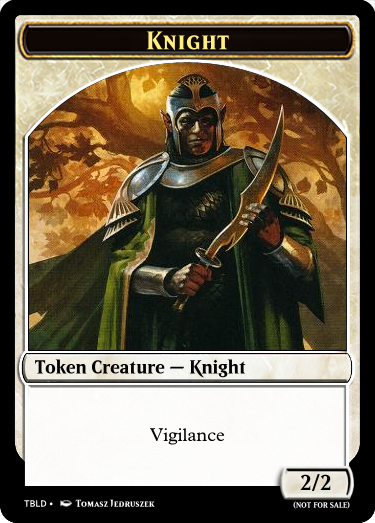 Knight
Token Creature — Knight
Vigilance
2/2
TBLD • Tomasz Jedruszek
(NOT FOR SALE)